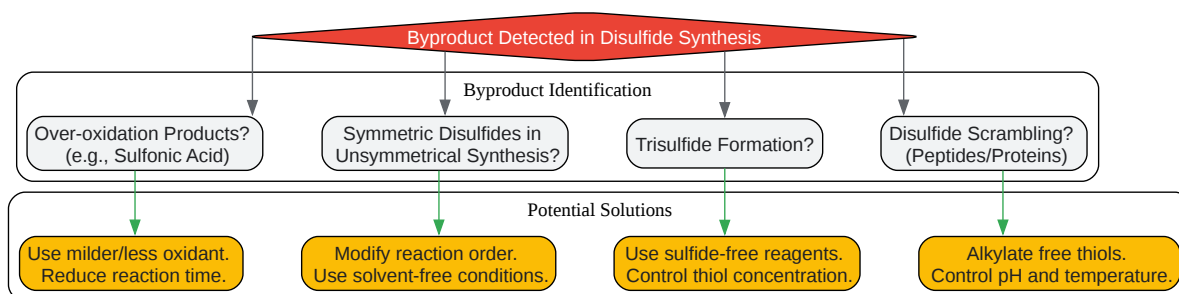 Byproduct Detected in Disulfide Synthesis
Byproduct Identification
Over-oxidation Products?
(e.g., Sulfonic Acid)
Symmetric Disulfides in
Unsymmetrical Synthesis?
Trisulfide Formation?
Disulfide Scrambling?
(Peptides/Proteins)
Potential Solutions
Use milder/less oxidant.
Reduce reaction time.
Modify reaction order.
Use solvent-free conditions.
Use sulfide-free reagents.
Control thiol concentration.
Alkylate free thiols.
Control pH and temperature.